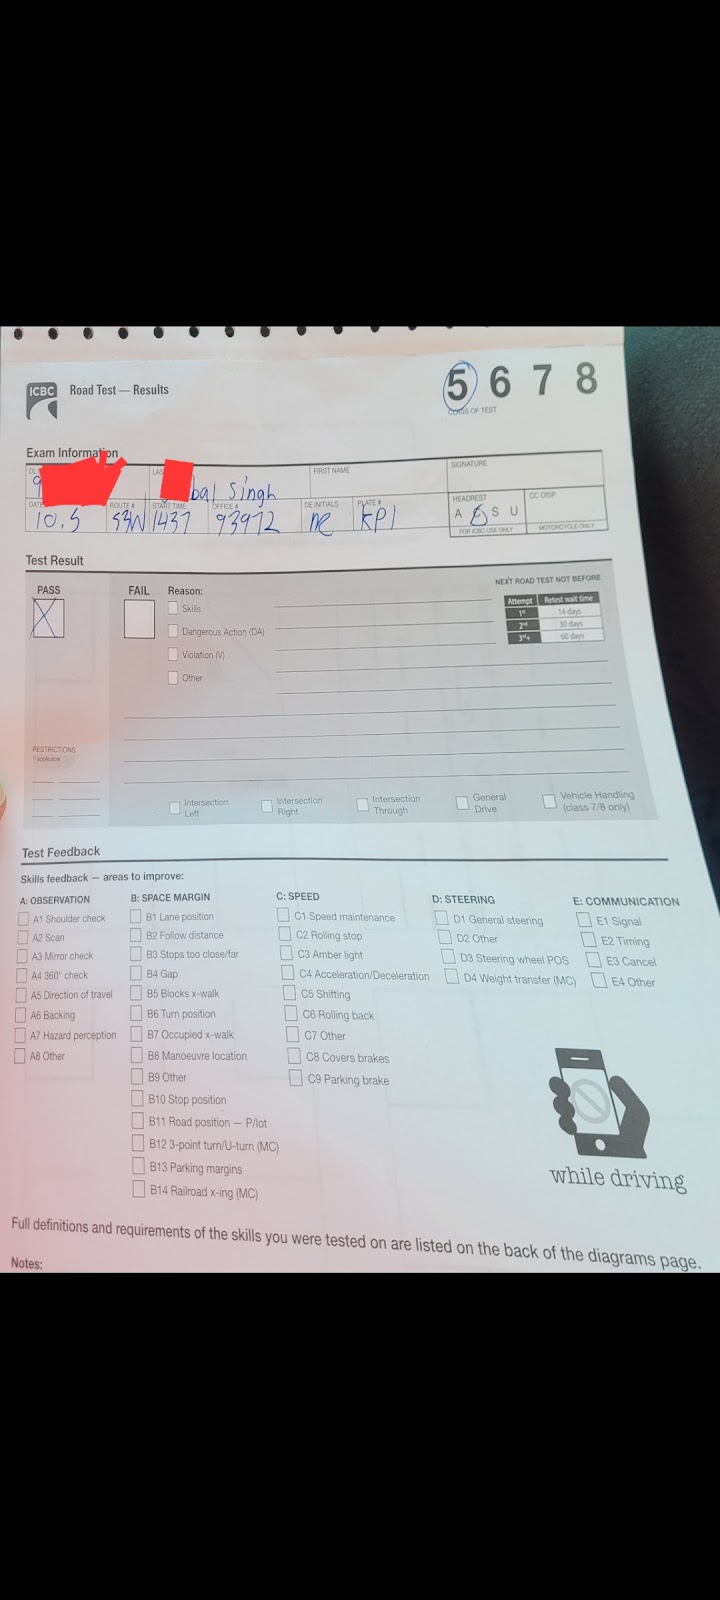 ICBC Road Test — Results
5 6 7 8
CLASS OF TEST
Exam Information
FIRST NAME SIGNATURE
bal Singh
DATE ROUTE # START TIME OFFICE # DE INITIALS PLATE # HEADREST CC DISP
10.5 53N 1437 93972 KP1 A C S U
FOR ICBC USE ONLY MOTORCYCLE ONLY
Test Result
PASS FAIL Reason: NEXT ROAD TEST NOT BEFORE
X Skills Attempt Retest wait time
1st 14 days
Dangerous Action (DA) 2nd 30 days
3rd+ 60 days
Violation (V)
Other
RESTRICTIONS
If applicable
Intersection Left Intersection Right Intersection Through General Drive Vehicle Handling (class 7/8 only)
Test Feedback
Skills feedback — areas to improve:
A: OBSERVATION
A1 Shoulder check
A2 Scan
A3 Mirror check
A4 360° check
A5 Direction of travel
A6 Backing
A7 Hazard perception
A8 Other
B: SPACE MARGIN
B1 Lane position
B2 Follow distance
B3 Stops too close/far
B4 Gap
B5 Blocks x-walk
B6 Turn position
B7 Occupied x-walk
B8 Manoeuvre location
B9 Other
B10 Stop position
B11 Road position — P/lot
B12 3-point turn/U-turn (MC)
B13 Parking margins
B14 Railroad x-ing (MC)
C: SPEED
C1 Speed maintenance
C2 Rolling stop
C3 Amber light
C4 Acceleration/Deceleration
C5 Shifting
C6 Rolling back
C7 Other
C8 Covers brakes
C9 Parking brake
D: STEERING
D1 General steering
D2 Other
D3 Steering wheel POS
D4 Weight transfer (MC)
E: COMMUNICATION
E1 Signal
E2 Timing
E3 Cancel
E4 Other
while driving
Full definitions and requirements of the skills you were tested on are listed on the back of the diagrams page.
Notes: